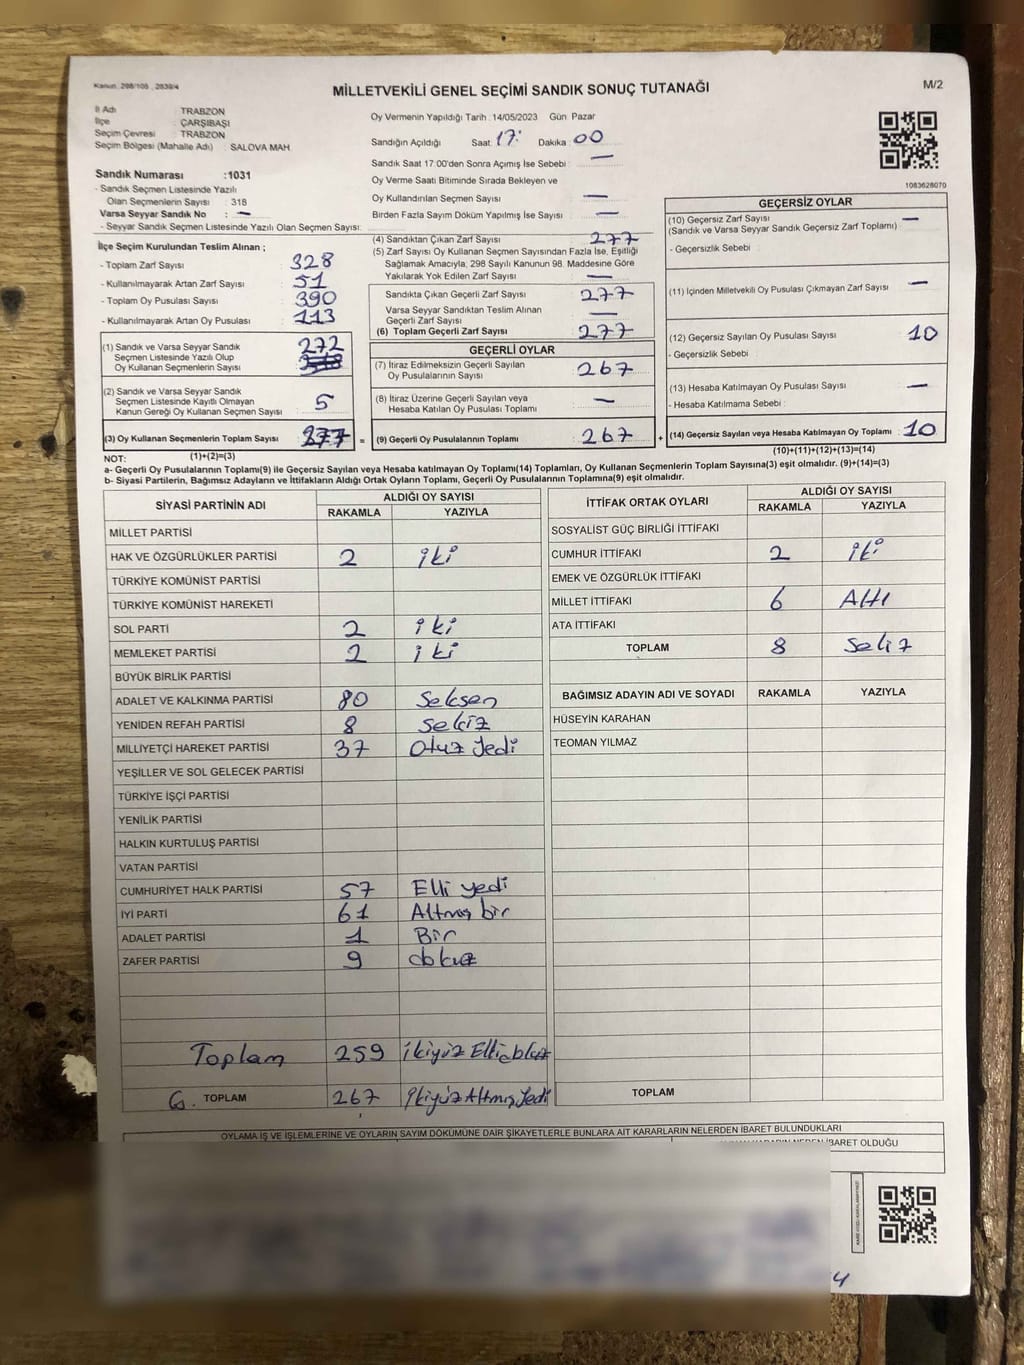 Kanun: 298/105 , 2839/4
MİLLETVEKİLİ GENEL SEÇİMİ SANDIK SONUÇ TUTANAĞI
M/2
İl Adı : TRABZON
İlçe : ÇARŞIBAŞI
Seçim Çevresi : TRABZON
Seçim Bölgesi (Mahalle Adı) : SALOVA MAH.
Oy Vermenin Yapıldığı Tarih :14/05/2023 Gün :Pazar
Sandığın Açıldığı Saat: 17: Dakika: 00
Sandık Saat 17:00'den Sonra Açımış İse Sebebi : —
Oy Verme Saati Bitiminde Sırada Bekleyen ve
Oy Kullandırılan Seçmen Sayısı : —
Birden Fazla Sayım Döküm Yapılmış İse Sayısı : —
1083628070
Sandık Numarası :1031
- Sandık Seçmen Listesinde Yazılı
Olan Seçmenlerin Sayısı : 318
Varsa Seyyar Sandık No : —
- Seyyar Sandık Seçmen Listesinde Yazılı Olan Seçmen Sayısı:
İlçe Seçim Kurulundan Teslim Alınan ;
- Toplam Zarf Sayısı : 328
- Kullanılmayarak Artan Zarf Sayısı : 51
- Toplam Oy Pusulası Sayısı : 390
- Kullanılmayarak Artan Oy Pusulası : 113
(1) Sandık ve Varsa Seyyar Sandık 272
Seçmen Listesinde Yazılı Olup
Oy Kullanan Seçmenlerin Sayısı :
(2) Sandık ve Varsa Seyyar Sandık
Seçmen Listesinde Kayıtlı Olmayan
Kanun Gereği Oy Kullanan Seçmen Sayısı : 5
(3) Oy Kullanan Seçmenlerin Toplam Sayısı : 277 =
(4) Sandıktan Çıkan Zarf Sayısı : 277
(5) Zarf Sayısı Oy Kullanan Seçmen Sayısından Fazla İse, Eşitliği
Sağlamak Amacıyla; 298 Sayılı Kanunun 98. Maddesine Göre
Yakılarak Yok Edilen Zarf Sayısı : —
Sandıkta Çıkan Geçerli Zarf Sayısı : 277
Varsa Seyyar Sandıktan Teslim Alınan
Geçerli Zarf Sayısı : —
(6) Toplam Geçerli Zarf Sayısı : 277
GEÇERLİ OYLAR
(7) İtiraz Edilmeksizin Geçerli Sayılan
Oy Pusulalarının Sayısı : 267
(8) İtiraz Üzerine Geçerli Sayılan veya
Hesaba Katılan Oy Pusulası Toplamı : —
(9) Geçerli Oy Pusulalarının Toplamı : 267 +
GEÇERSİZ OYLAR
(10) Geçersiz Zarf Sayısı : —
(Sandık ve Varsa Seyyar Sandık Geçersiz Zarf Toplamı)
- Geçersizlik Sebebi :
(11) İçinden Milletvekili Oy Pusulası Çıkmayan Zarf Sayısı : —
(12) Geçersiz Sayılan Oy Pusulası Sayısı : 10
- Geçersizlik Sebebi
(13) Hesaba Katılmayan Oy Pusulası Sayısı : —
- Hesaba Katılmama Sebebi :
(14) Geçersiz Sayılan veya Hesaba Katılmayan Oy Toplamı : 10
NOT: (1)+(2)=(3) (10)+(11)+(12)+(13)=(14)
a- Geçerli Oy Pusulalarının Toplamı(9) ile Geçersiz Sayılan veya Hesaba katılmayan Oy Toplamı(14) Toplamları, Oy Kullanan Seçmenlerin Toplam Sayısına(3) eşit olmalıdır. (9)+(14)=(3)
b- Siyasi Partilerin, Bağımsız Adayların ve İttifakların Aldığı Ortak Oyların Toplamı, Geçerli Oy Pusulalarının Toplamına(9) eşit olmalıdır.
SİYASİ PARTİNİN ADI ALDIĞI OY SAYISI
RAKAMLA YAZIYLA
MİLLET PARTİSİ
HAK VE ÖZGÜRLÜKLER PARTİSİ 2 iki
TÜRKİYE KOMÜNİST PARTİSİ
TÜRKİYE KOMÜNİST HAREKETİ
SOL PARTİ 2 iki
MEMLEKET PARTİSİ 2 iki
BÜYÜK BİRLİK PARTİSİ
ADALET VE KALKINMA PARTİSİ 80 Seksen
YENİDEN REFAH PARTİSİ 8 sekiz
MİLLİYETÇİ HAREKET PARTİSİ 37 Otuz Yedi
YEŞİLLER VE SOL GELECEK PARTİSİ
TÜRKİYE İŞÇİ PARTİSİ
YENİLİK PARTİSİ
HALKIN KURTULUŞ PARTİSİ
VATAN PARTİSİ
CUMHURİYET HALK PARTİSİ 57 Elli yedi
İYİ PARTİ 61 Altmış bir
ADALET PARTİSİ 1 Bir
ZAFER PARTİSİ 9 dokuz
Toplam 259 ikiyüz Ellidokuz
G. TOPLAM 267 ikiyüz Altmış Yedi
İTTİFAK ORTAK OYLARI ALDIĞI OY SAYISI
RAKAMLA YAZIYLA
SOSYALİST GÜÇ BİRLİĞİ İTTİFAKI
CUMHUR İTTİFAKI 2 iki
EMEK VE ÖZGÜRLÜK İTTİFAKI
MİLLET İTTİFAKI 6 Altı
ATA İTTİFAKI
TOPLAM 8 Sekiz
BAĞIMSIZ ADAYIN ADI VE SOYADI RAKAMLA YAZIYLA
HÜSEYİN KARAHAN
TEOMAN YILMAZ
TOPLAM
OYLAMA İŞ VE İŞLEMLERİNE VE OYLARIN SAYIM DÖKÜMÜNE DAİR ŞİKAYETLERLE BUNLARA AİT KARARLARIN NELERDEN İBARET BULUNDUKLARI
İBARET OLDUĞU